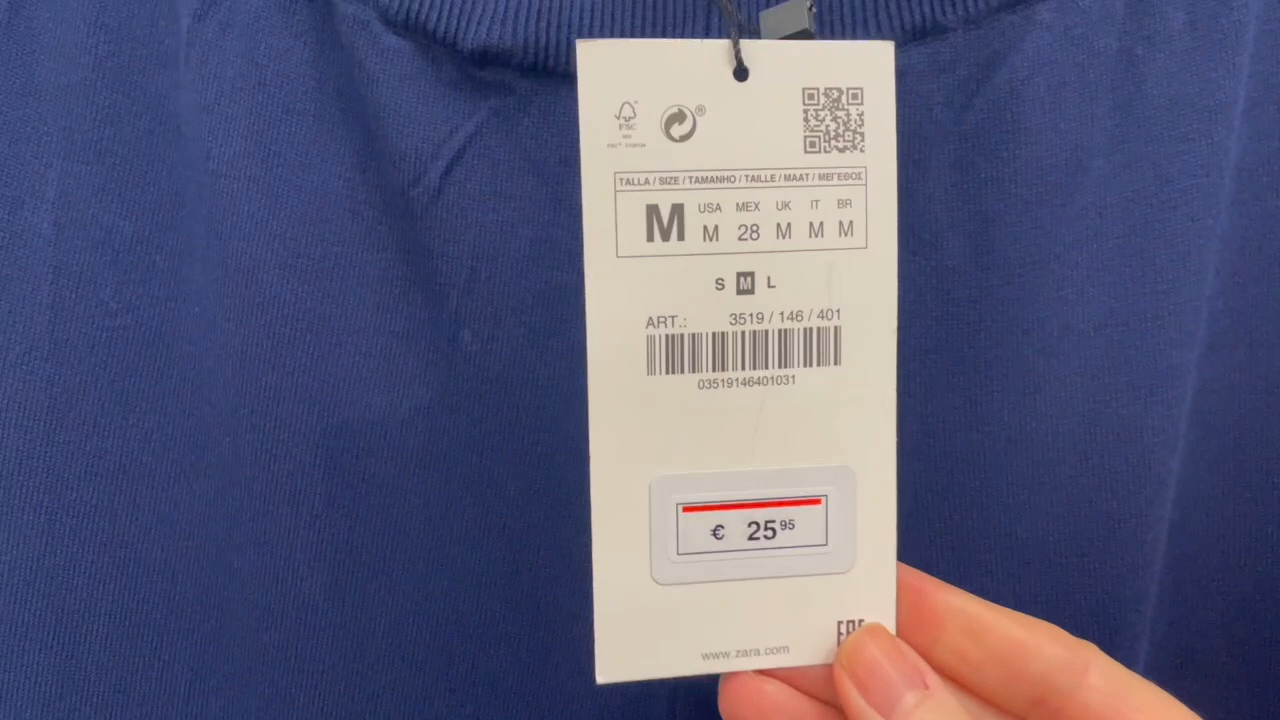 FSC
TALLA / SIZE / TAMANHO / TAILLE / MAAT / ΜΕΓΕΘΟΣ
M
USA MEX UK IT BR
M 28 M M M
S M L
ART.: 3519 / 146 / 401
03519146401031
€ 25 95
www.zara.com